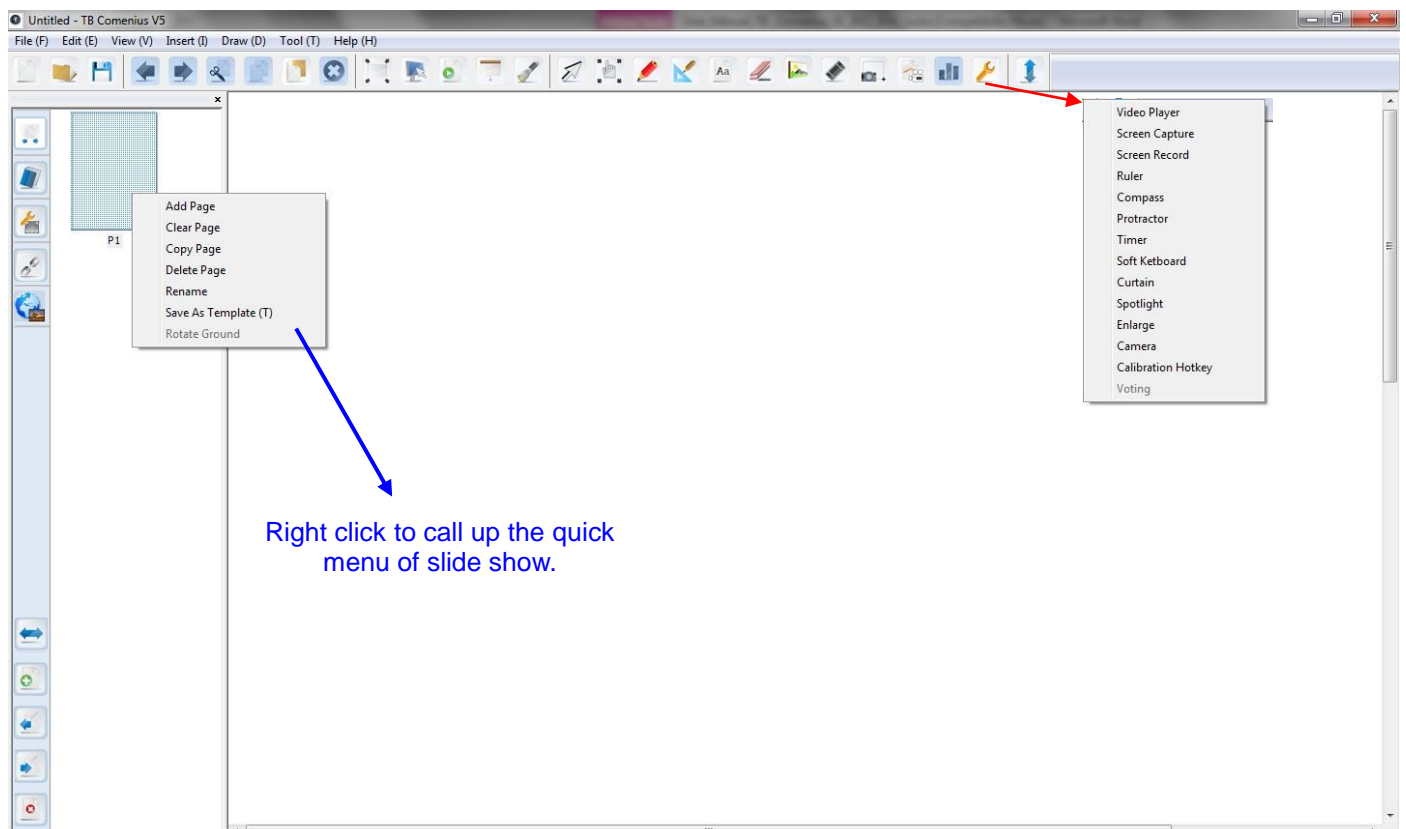 Untitled - TB Comenius V5
File (F) Edit (E) View (V) Insert (I) Draw (D) Tool (T) Help (H)
Aa
x
P1
Add Page
Clear Page
Copy Page
Delete Page
Rename
Save As Template (T)
Rotate Ground
Video Player
Screen Capture
Screen Record
Ruler
Compass
Protractor
Timer
Soft Ketboard
Curtain
Spotlight
Enlarge
Camera
Calibration Hotkey
Voting
Right click to call up the quick
menu of slide show.